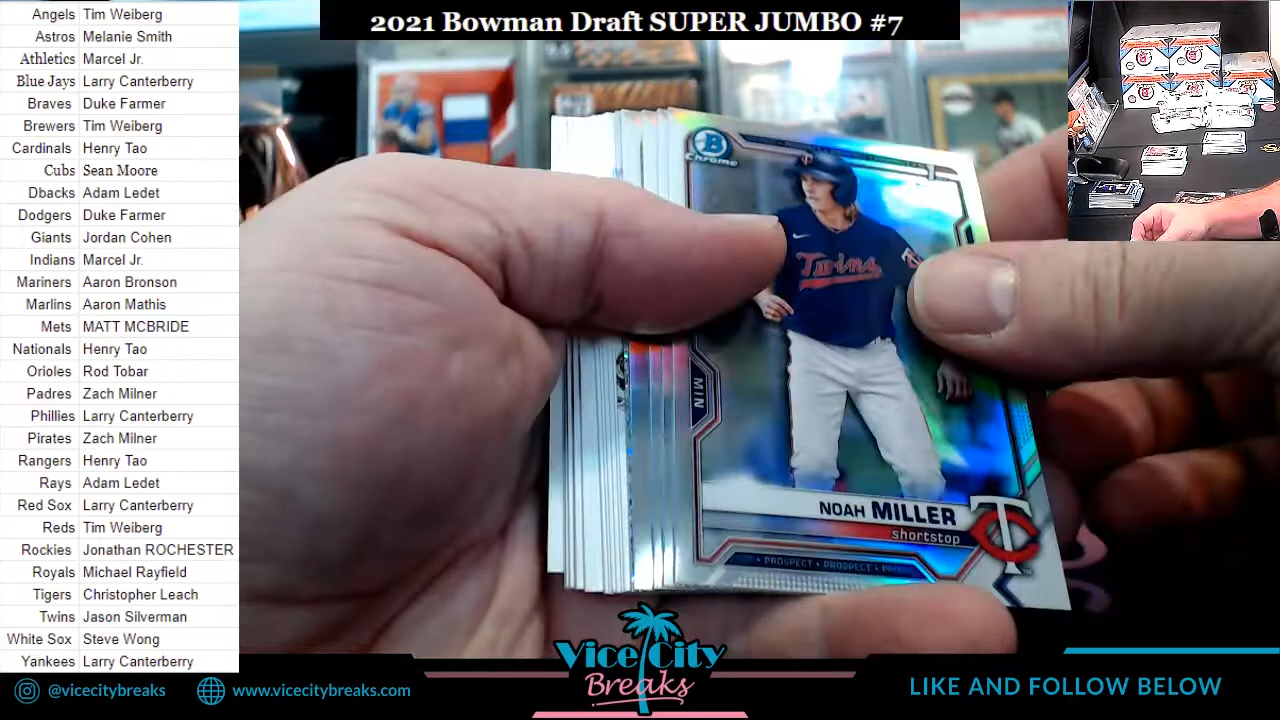 2021 Bowman Draft SUPER JUMBO #7
Angels Tim Weiberg
Astros Melanie Smith
Athletics Marcel Jr.
Blue Jays Larry Canterberry
Braves Duke Farmer
Brewers Tim Weiberg
Cardinals Henry Tao
Cubs Sean Moore
Dbacks Adam Ledet
Dodgers Duke Farmer
Giants Jordan Cohen
Indians Marcel Jr.
Mariners Aaron Bronson
Marlins Aaron Mathis
Mets MATT MCBRIDE
Nationals Henry Tao
Orioles Rod Tobar
Padres Zach Milner
Phillies Larry Canterberry
Pirates Zach Milner
Rangers Henry Tao
Rays Adam Ledet
Red Sox Larry Canterberry
Reds Tim Weiberg
Rockies Jonathan ROCHESTER
Royals Michael Rayfield
Tigers Christopher Leach
Twins Jason Silverman
White Sox Steve Wong
Yankees Larry Canterberry
B
Chrome
Twins
MIN
NOAH MILLER
shortstop
PROSPECT • PROSPECT •
Vice City
Breaks
@vicecitybreaks
www.vicecitybreaks.com
LIKE AND FOLLOW BELOW